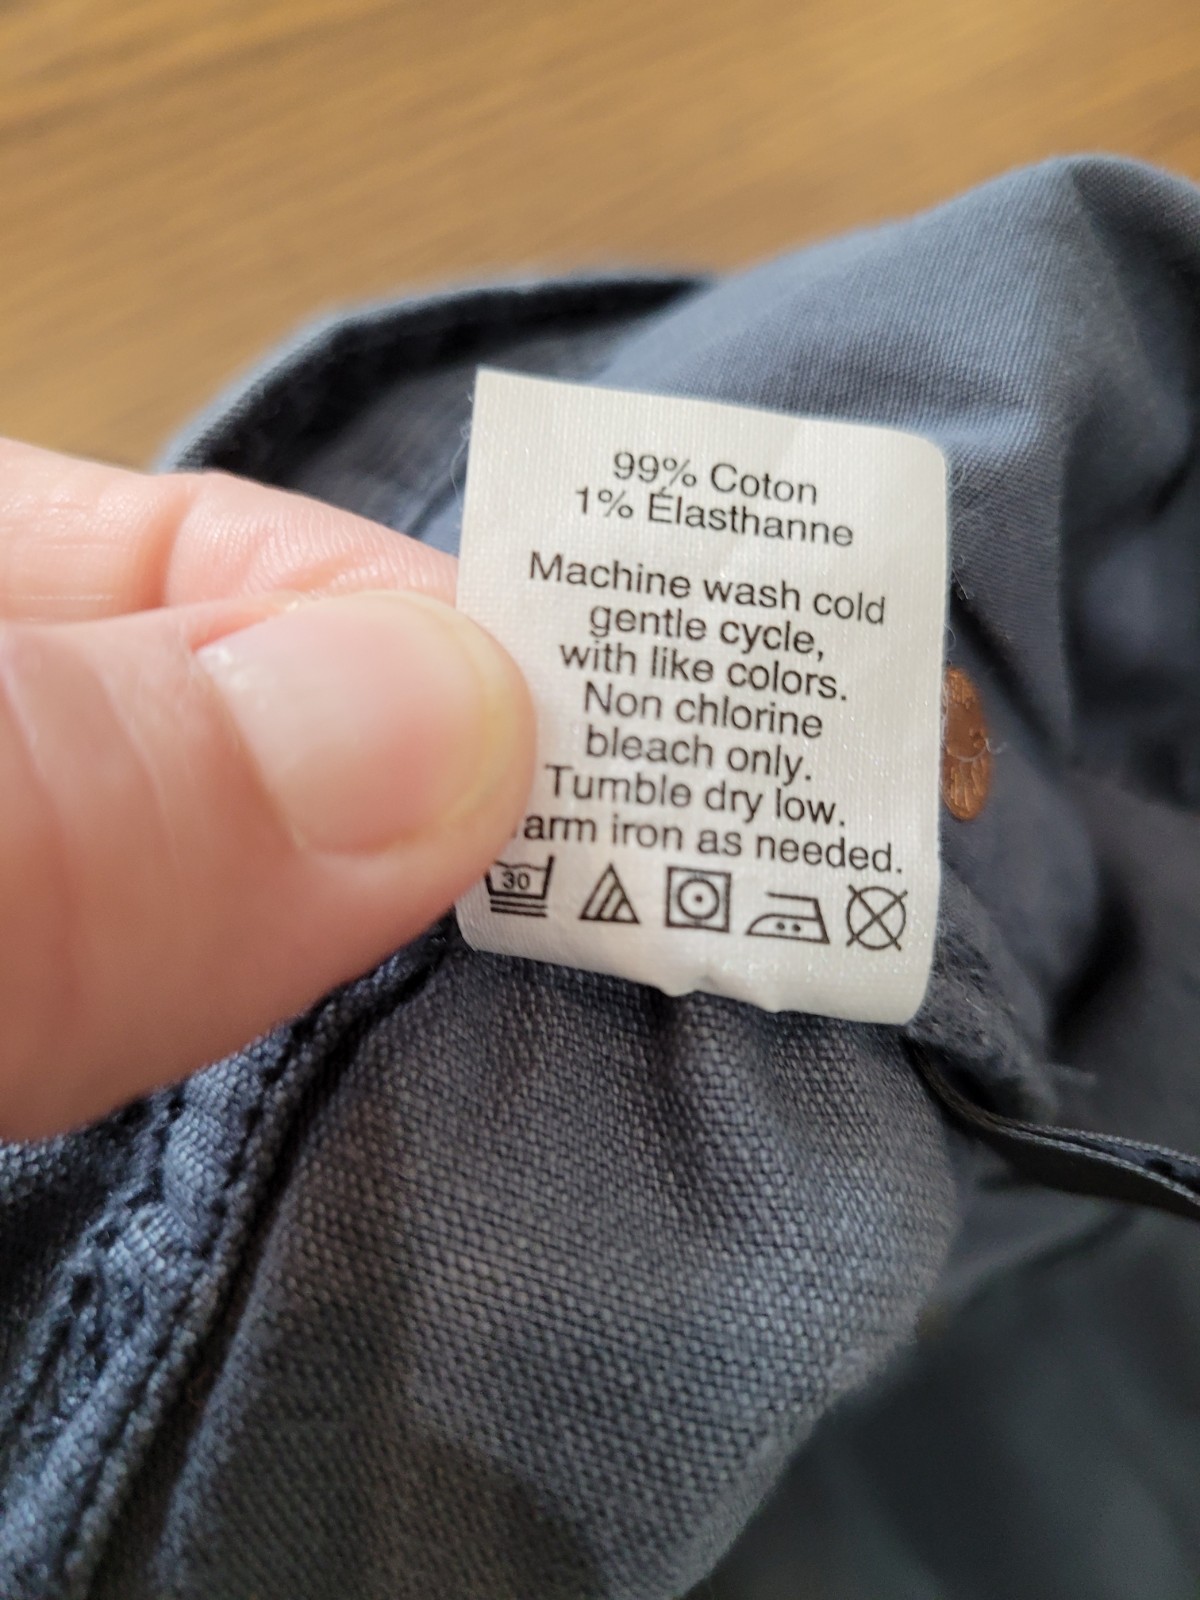 99% Coton
1% Élasthanne
Machine wash cold
gentle cycle,
with like colors.
Non chlorine
bleach only.
Tumble dry low.
arm iron as needed.
30